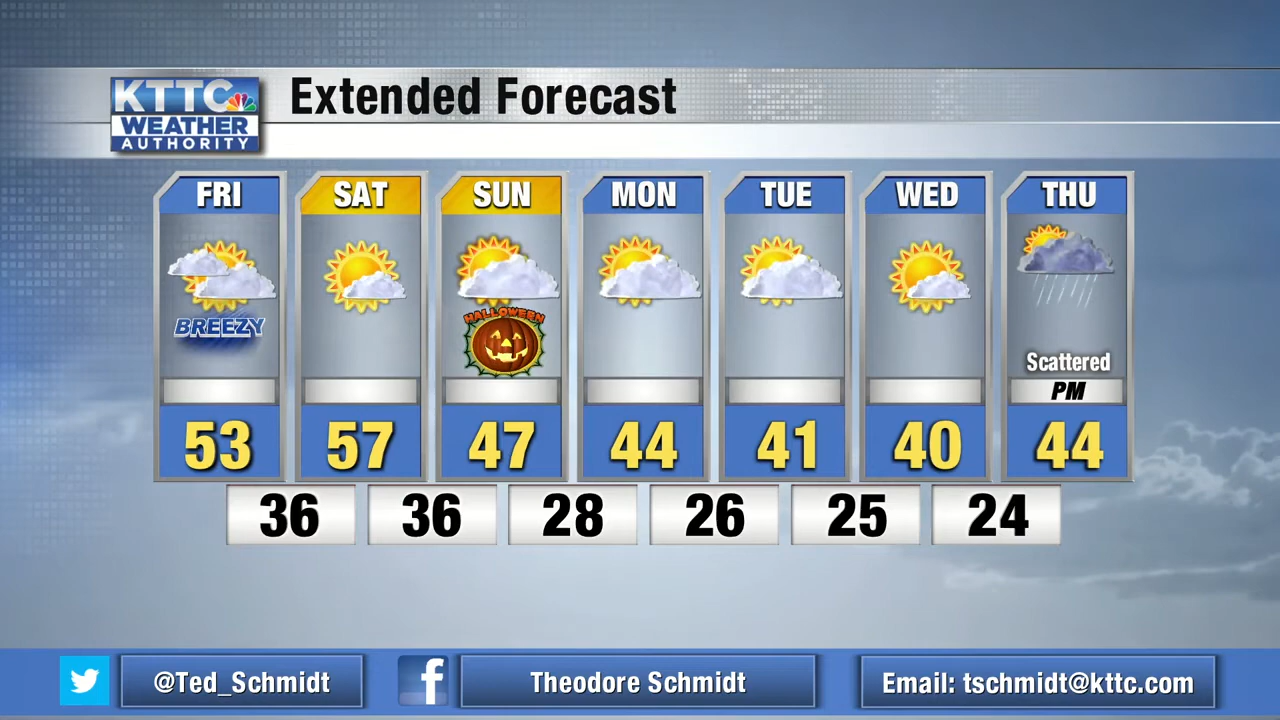 KTTC
WEATHER
AUTHORITY
Extended Forecast
FRI SAT SUN MON TUE WED THU
BREEZY
HALLOWEEN
Scattered
PM
53 57 47 44 41 40 44
36 36 28 26 25 24
@Ted_Schmidt
f
Theodore Schmidt
Email: tschmidt@kttc.com